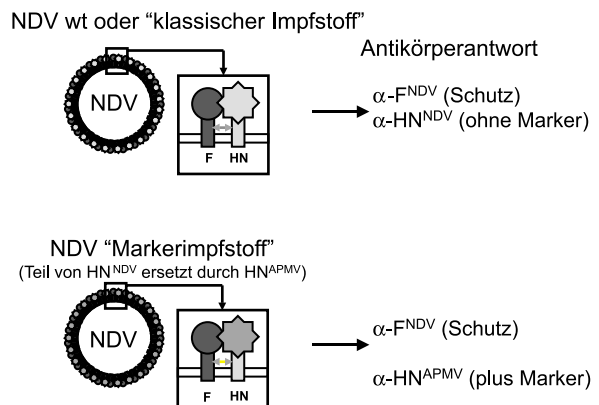 NDV wt oder “klassischer Impfstoff”
Antikörperantwort
NDV
F HN
α-F^NDV (Schutz)
α-HN^NDV (ohne Marker)
NDV “Markerimpfstoff”
(Teil von HN^NDV ersetzt durch HN^APMV)
NDV
F HN
α-F^NDV (Schutz)
α-HN^APMV (plus Marker)